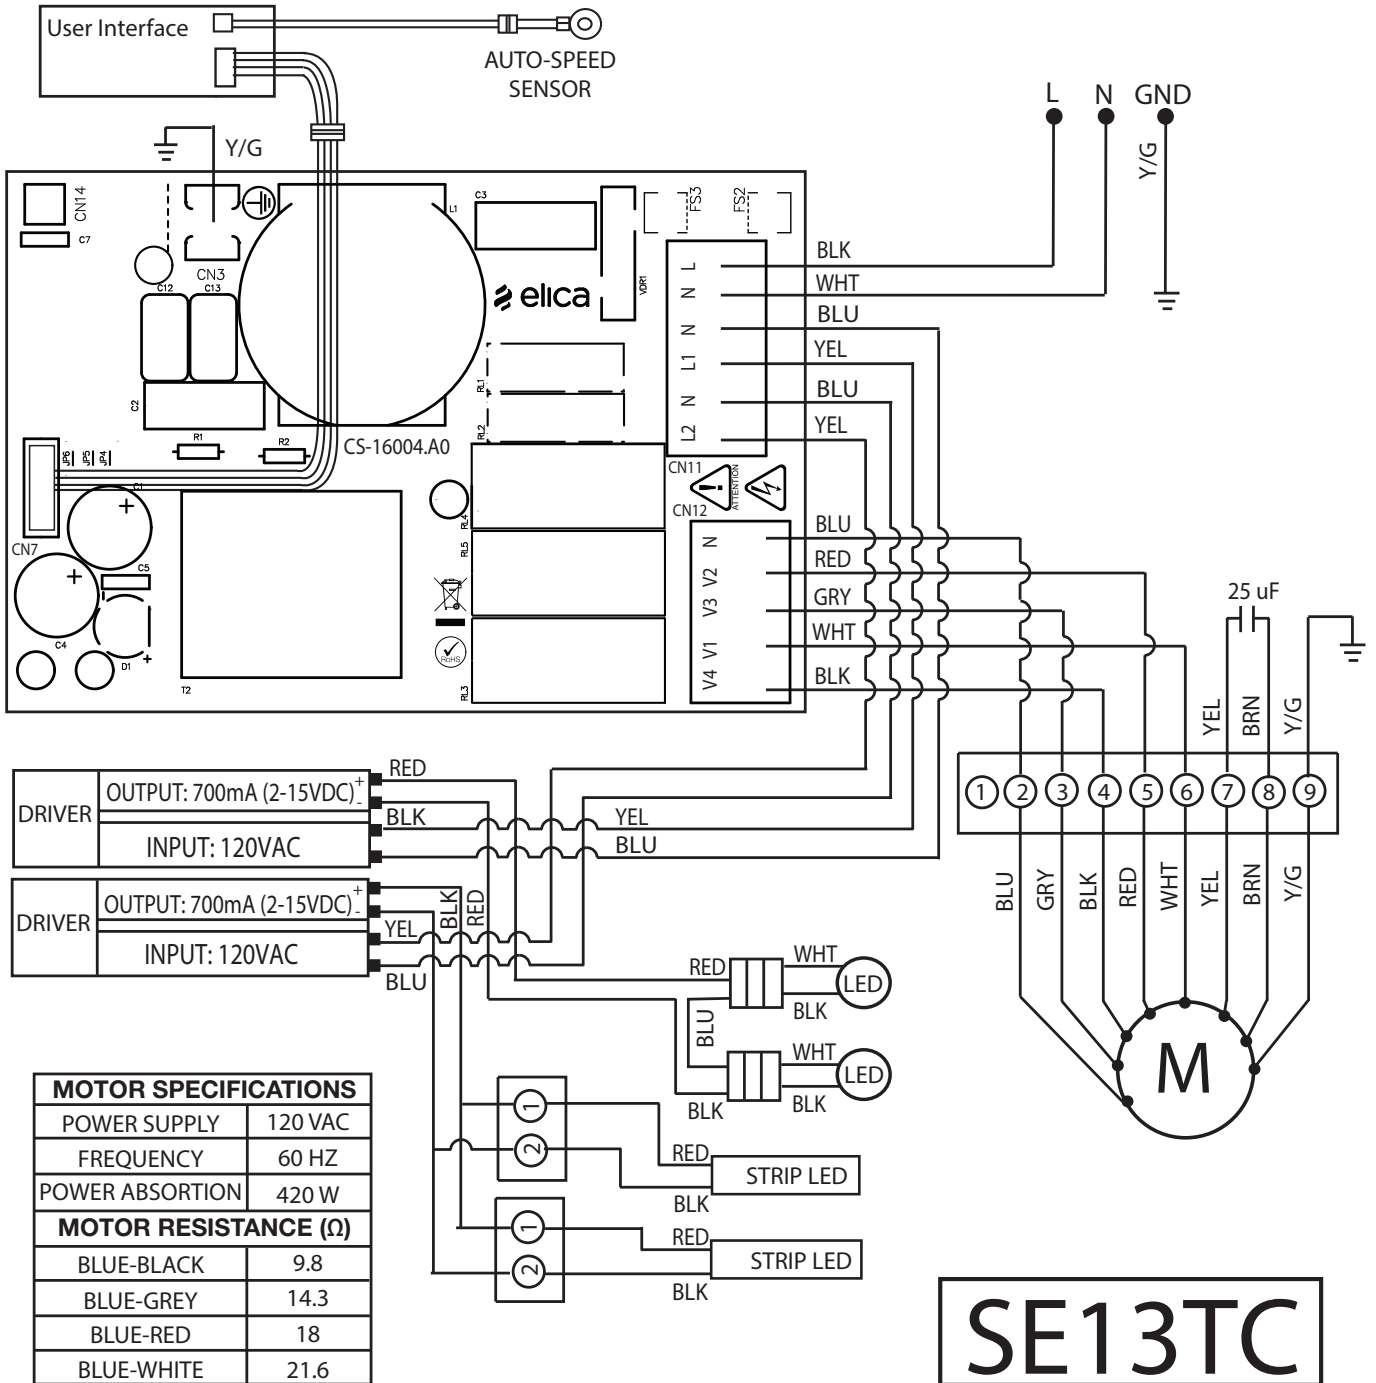 User Interface
AUTO-SPEED
SENSOR
L N GND
Y/G
Y/G
CN14
C7
CN3
C12 C13
L1
C3
VDR1
FS3
FS2
elica
C2
R1
R2
CS-16004.A0
RL1
RL2
JP6
JP5
JP4
C1
+
CN7
C5
+
C4
D1
+
T2
RL4
RL5
RL3
RoHS
CN11
CN12
ATTENTION
L
N
N
L1
N
L2
BLK
WHT
BLU
YEL
BLU
YEL
N
V2
V3
V1
V4
BLU
RED
GRY
WHT
BLK
25 uF
YEL
BRN
Y/G
1 2 3 4 5 6 7 8 9
BLU
GRY
BLK
RED
WHT
YEL
BRN
Y/G
M
DRIVER
OUTPUT: 700mA (2-15VDC)
+
-
INPUT: 120VAC
RED
BLK
YEL
BLU
DRIVER
OUTPUT: 700mA (2-15VDC)
+
-
INPUT: 120VAC
YEL
BLU
BLK
RED
RED
WHT
LED
BLK
BLU
WHT
LED
BLK
BLK
1
2
RED
STRIP LED
BLK
1
2
RED
STRIP LED
BLK
MOTOR SPECIFICATIONS
POWER SUPPLY 120 VAC
FREQUENCY 60 HZ
POWER ABSORTION 420 W
MOTOR RESISTANCE (Ω)
BLUE-BLACK 9.8
BLUE-GREY 14.3
BLUE-RED 18
BLUE-WHITE 21.6
SE13TC